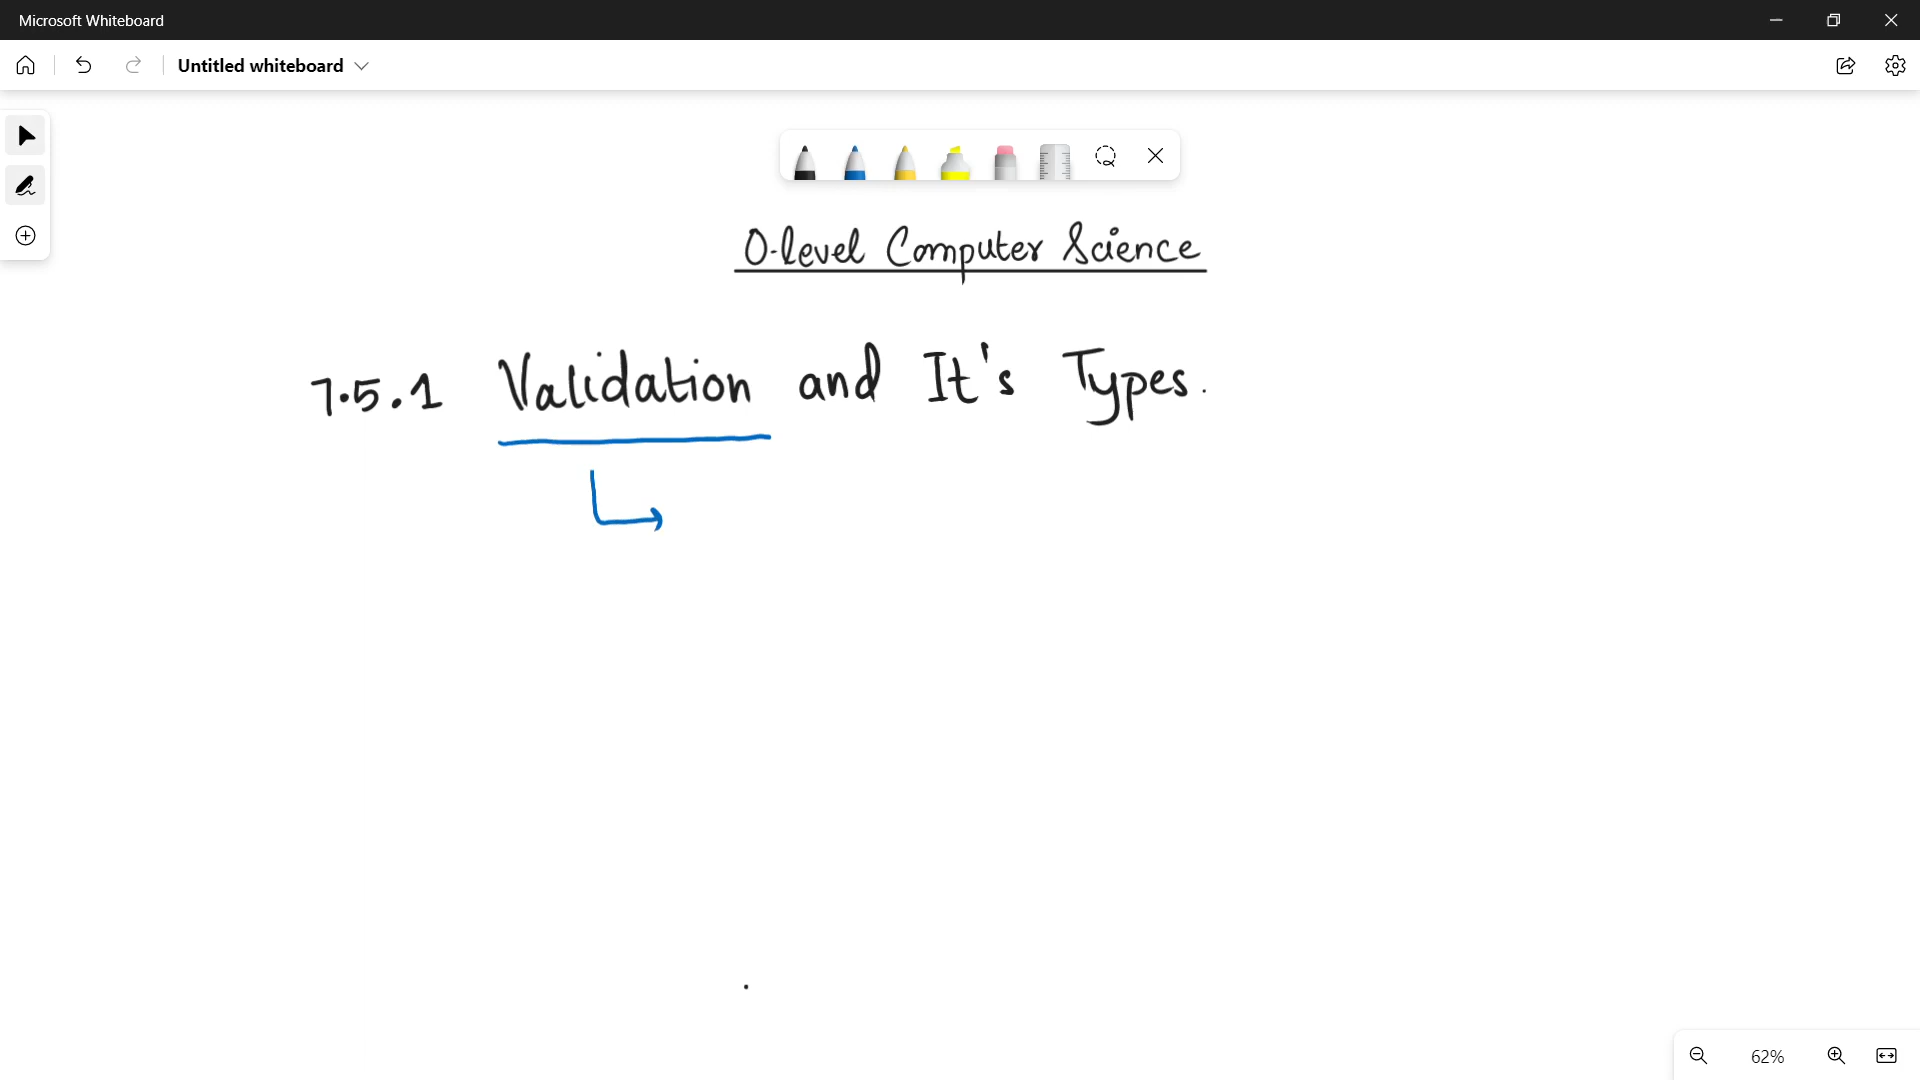 Microsoft Whiteboard
Untitled whiteboard
O-level Computer Science
7.5.1 Validation and It's Types.
62%